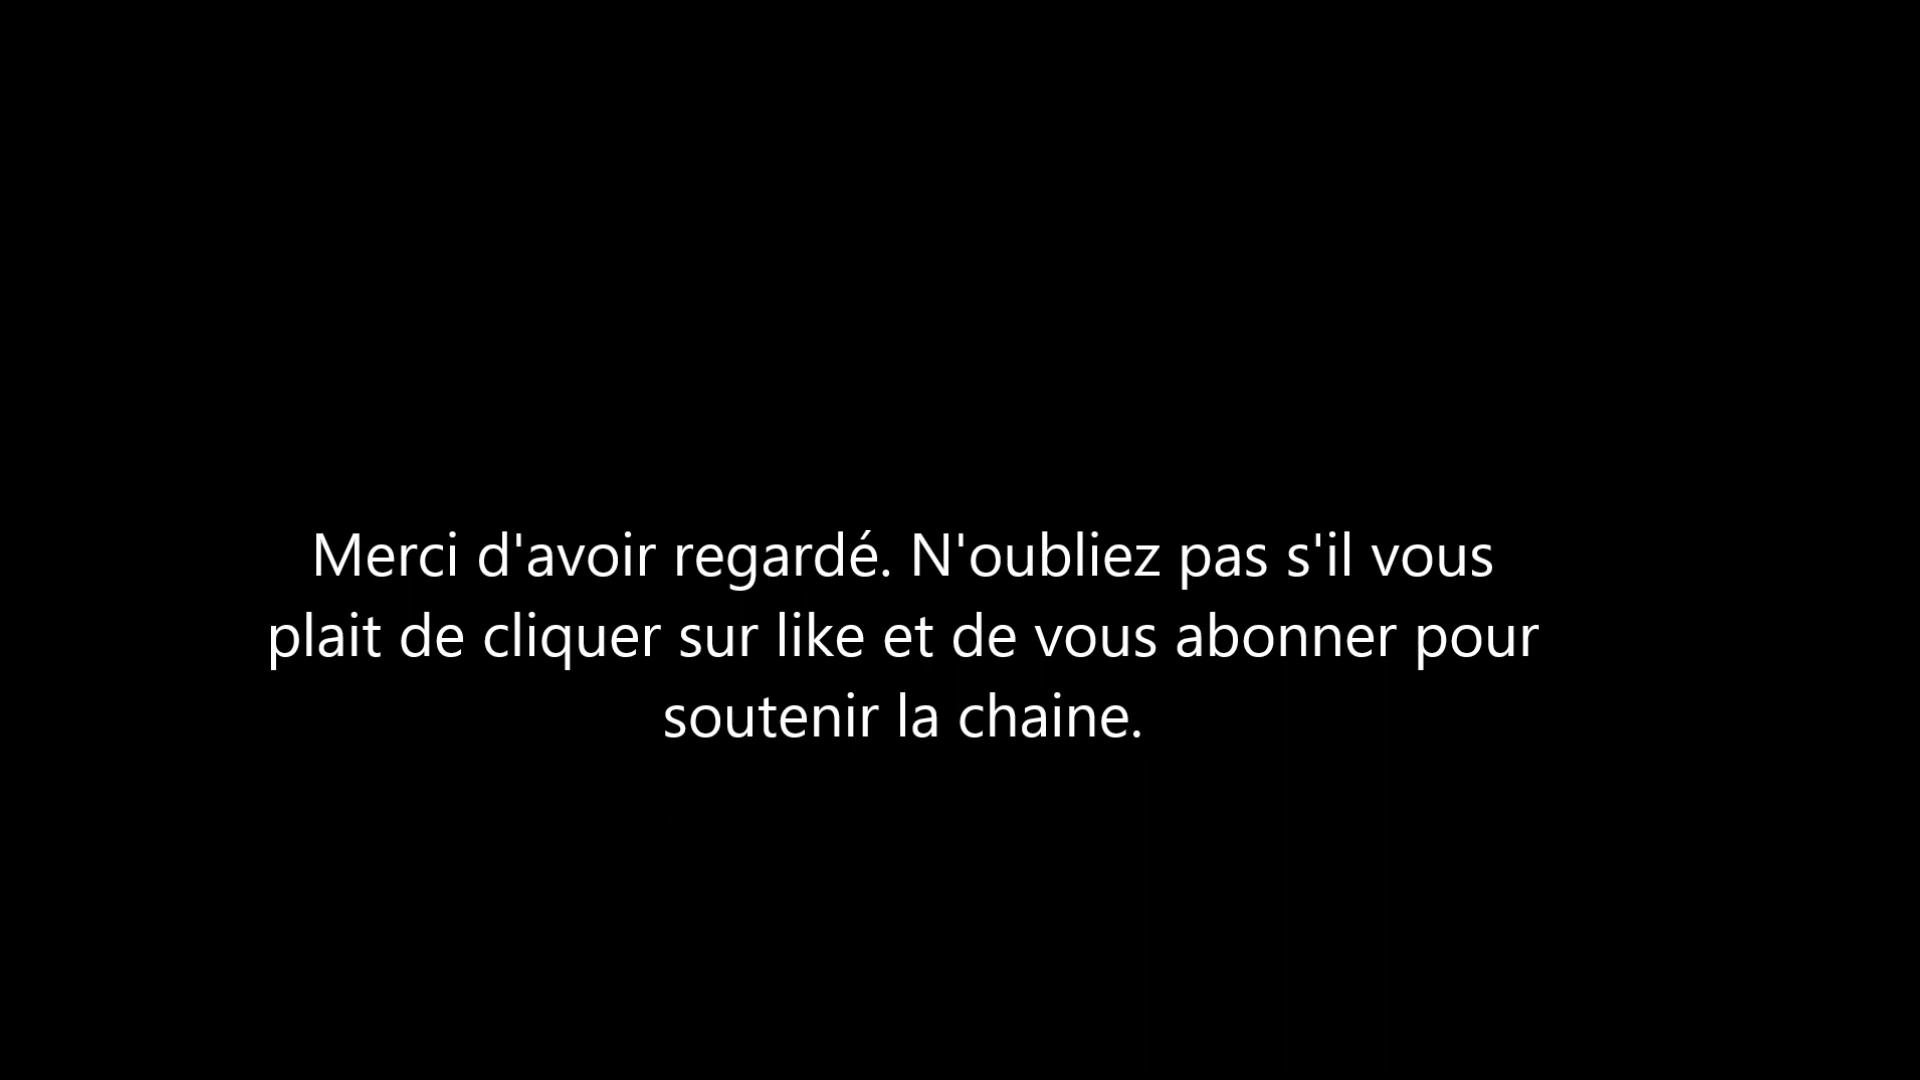 Merci d'avoir regardé. N'oubliez pas s'il vous
plait de cliquer sur like et de vous abonner pour
soutenir la chaine.